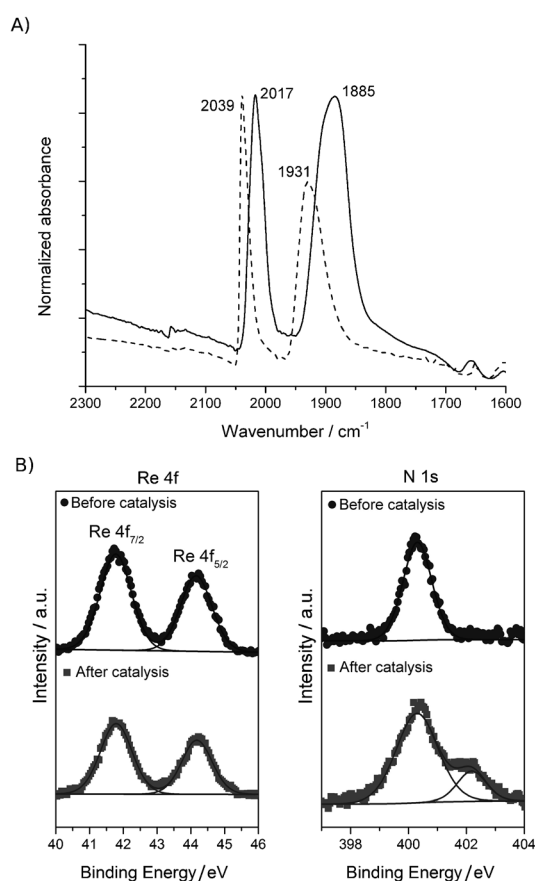 A)
2039
2017
1885
1931
Normalized absorbance
2300 2200 2100 2000 1900 1800 1700 1600
Wavenumber / cm-1
B)
Re 4f
N 1s
Before catalysis
Before catalysis
Re 4f7/2
Re 4f5/2
Intensity / a.u.
Intensity / a.u.
After catalysis
After catalysis
40 41 42 43 44 45 46
398 400 402 404
Binding Energy/eV
Binding Energy/eV